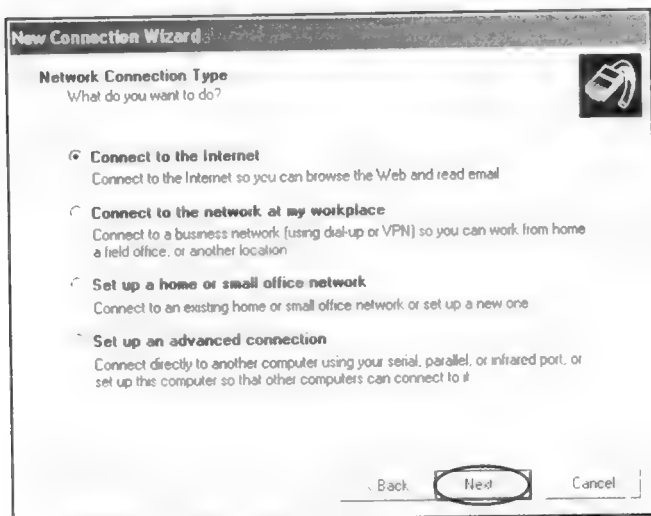 New Connection Wizard
Network Connection Type
What do you want to do?
Connect to the Internet
Connect to the Internet so you can browse the Web and read email
Connect to the network at my workplace
Connect to a business network (using dial-up or VPN) so you can work from home
a field office, or another location
Set up a home or small office network
Connect to an existing home or small office network or set up a new one
Set up an advanced connection
Connect directly to another computer using your serial, parallel, or infrared port, or
set up this computer so that other computers can connect to it
Back Next Cancel